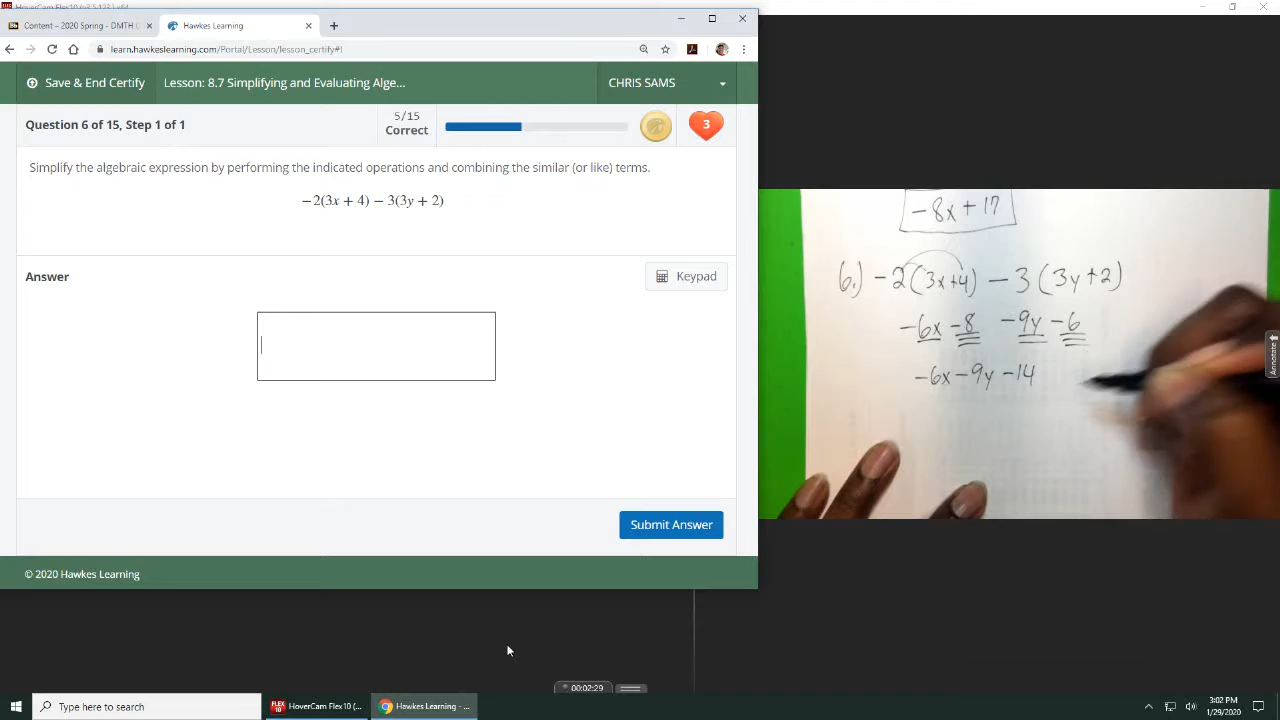 Content – 2020 Spring - DMTH C
Hawkes Learning
learn.hawkeslearning.com/Portal/Lesson/lesson_certify#!
Save & End Certify
Lesson: 8.7 Simplifying and Evaluating Alge...
CHRIS SAMS
Question 6 of 15, Step 1 of 1
5/15
Correct
3
Simplify the algebraic expression by performing the indicated operations and combining the similar (or like) terms.
−2(3x + 4) − 3(3y + 2)
Answer
Keypad
Submit Answer
© 2020 Hawkes Learning
-8x + 17
6.) -2(3x+4) - 3(3y+2)
-6x -8 -9y -6
-6x -9y -14
Annotate
00:02:29
Type here to search
FLEX 10
HoverCam Flex10 (...
Hawkes Learning - ...
3:02 PM
1/29/2020